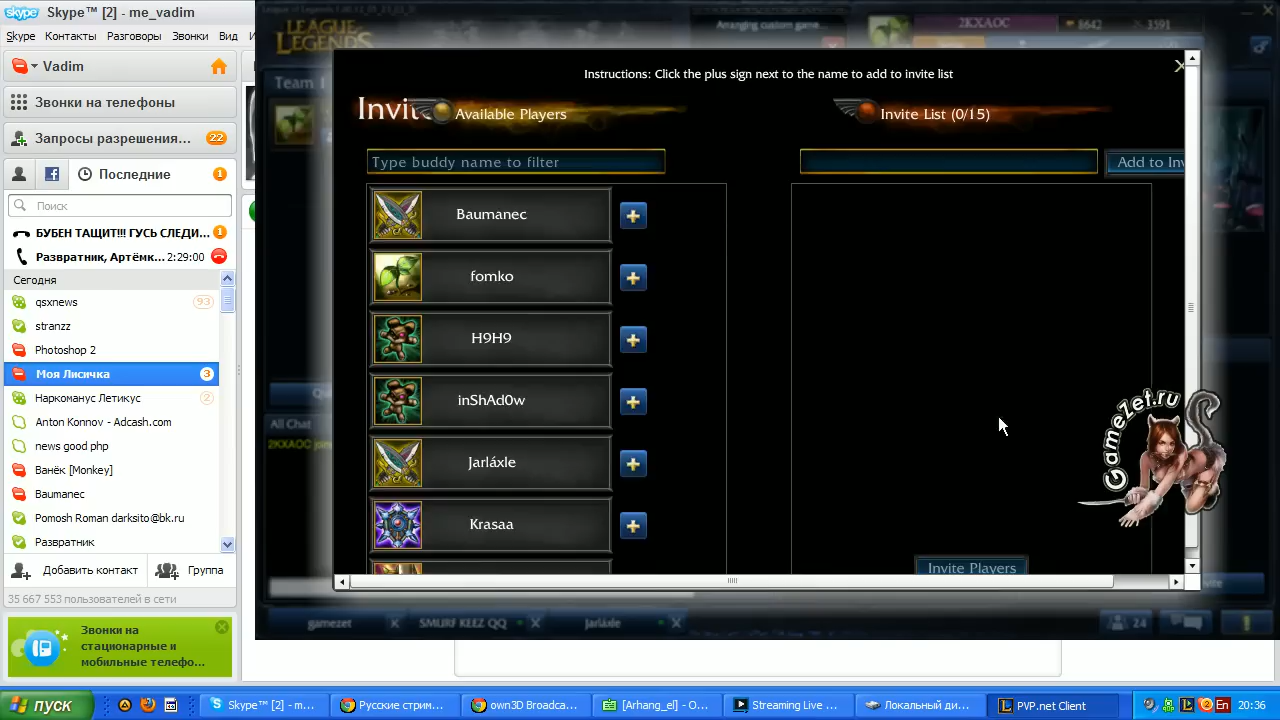 Skype™ [2] - me_vadim
Skype
Звонки
Вид
Vadim
Звонки на телефоны
Запросы разрешения...
22
Последние
1
Поиск
БУБЕН ТАЩИТ!!! ГУСЬ СЛЕДИ...
1
Развратник, Артёмк...
2:29:00
Сегодня
qsxnews
93
stranzz
Photoshop 2
Моя Лисичка
3
Наркоманус Летикус
2
Anton Konnov - Adcash.com
news good php
Ванёк [Monkey]
Baumanec
Pomosh Roman darksito@bk.ru
Развратник
Добавить контакт
Группа
35 667 553 пользователей в сети
Звонки на
стационарные и
мобильные телефо...
LEAGUE OF
LEGENDS
Arranging custom game...
2KXAOC
8642
3391
Team 1
Instructions: Click the plus sign next to the name to add to invite list
Invit
Available Players
Invite List (0/15)
Type buddy name to filter
Add to Inv
Baumanec
fomko
H9H9
inShAd0w
Jarláxle
Krasaa
Invite Players
All Chat
2KXAOC
GameZet.ru
gamezet
SMURF KEEZ QQ
Jarláxle
24
пуск
Skype™ [2] - m...
Русские стрим...
own3D Broadca...
[Arhang_el] - О...
Streaming Live ...
Локальный ди...
PVP.net Client
En
20:36